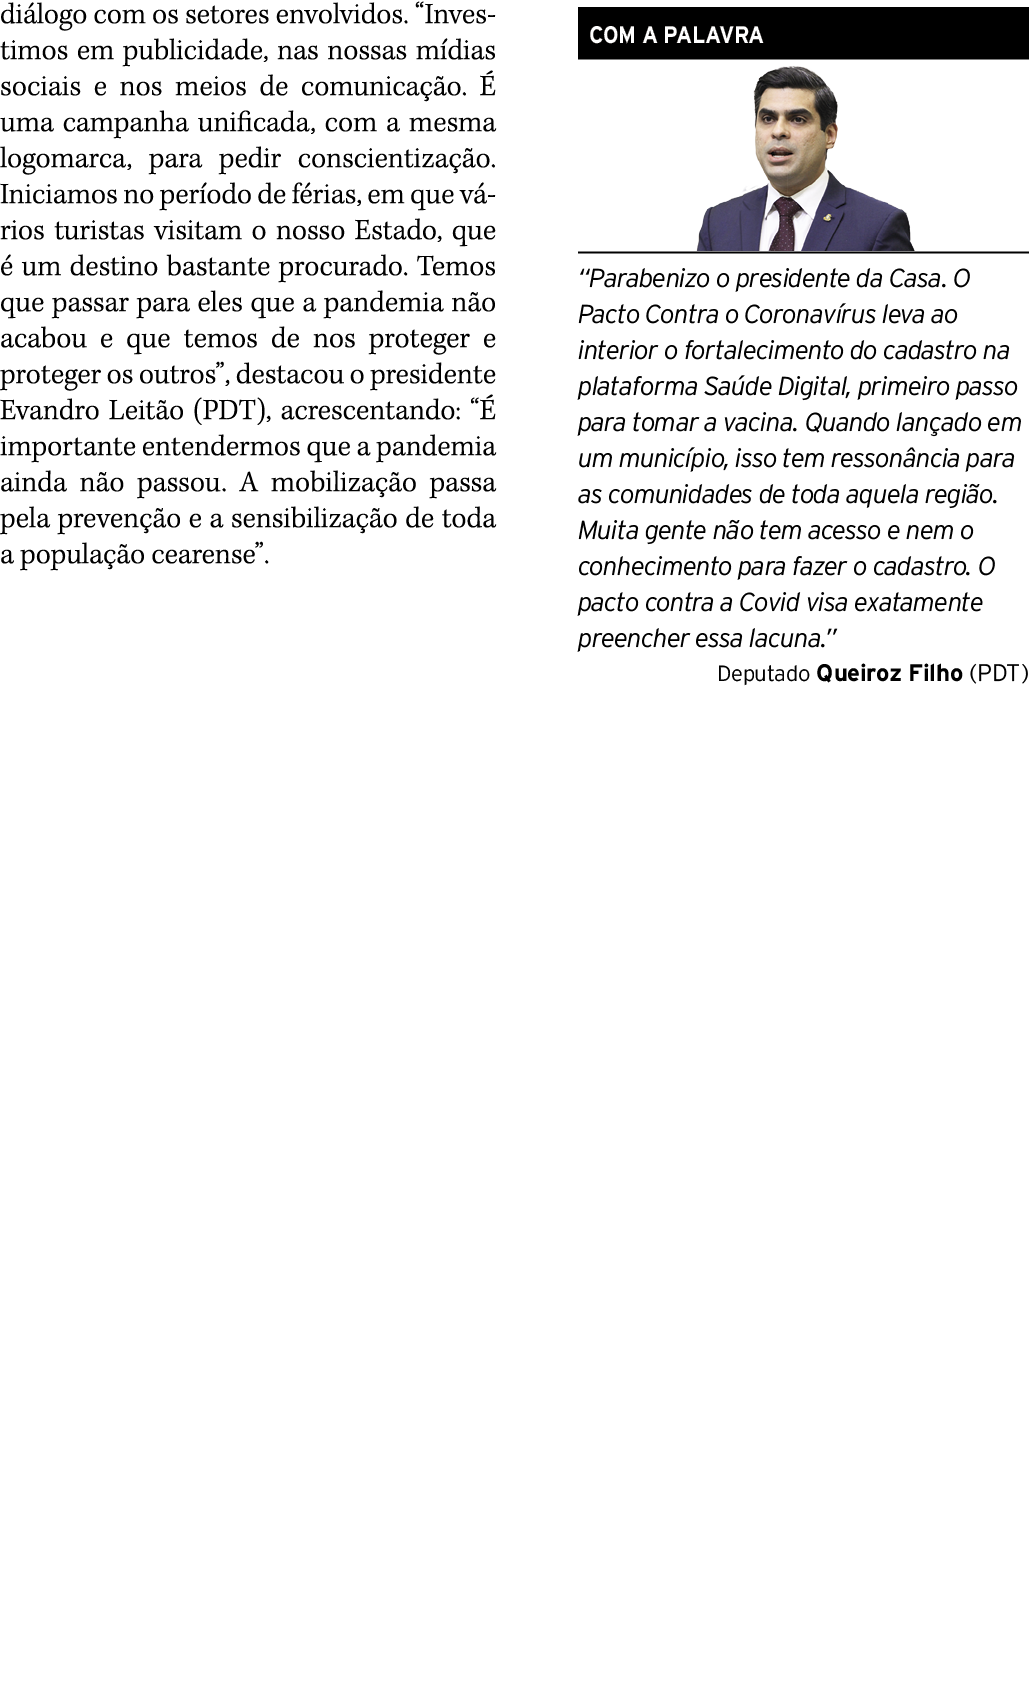 diálogo com os setores envolvidos. “Inves-
timos em publicidade, nas nossas mídias
sociais e nos meios de comunicação. É
uma campanha unificada, com a mesma
logomarca, para pedir conscientização.
Iniciamos no período de férias, em que vá-
rios turistas visitam o nosso Estado, que
é um destino bastante procurado. Temos
que passar para eles que a pandemia não
acabou e que temos de nos proteger e
proteger os outros”, destacou o presidente
Evandro Leitão (PDT), acrescentando: “É
importante entendermos que a pandemia
ainda não passou. A mobilização passa
pela prevenção e a sensibilização de toda
a população cearense”.
COM A PALAVRA
“Parabenizo o presidente da Casa. O
Pacto Contra o Coronavírus leva ao
interior o fortalecimento do cadastro na
plataforma Saúde Digital, primeiro passo
para tomar a vacina. Quando lançado em
um município, isso tem ressonância para
as comunidades de toda aquela região.
Muita gente não tem acesso e nem o
conhecimento para fazer o cadastro. O
pacto contra a Covid visa exatamente
preencher essa lacuna.”
Deputado Queiroz Filho (PDT)